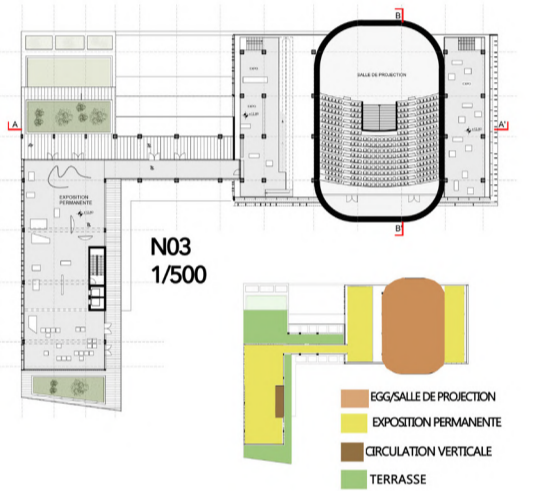 B
SALLE DE PROJECTION
A
A'
EXPOSITION
PERMANENTE
B'
N03
1/500
EGG/SALLE DE PROJECTION
EXPOSITION PERMANENTE
CIRCULATION VERTICALE
TERRASSE